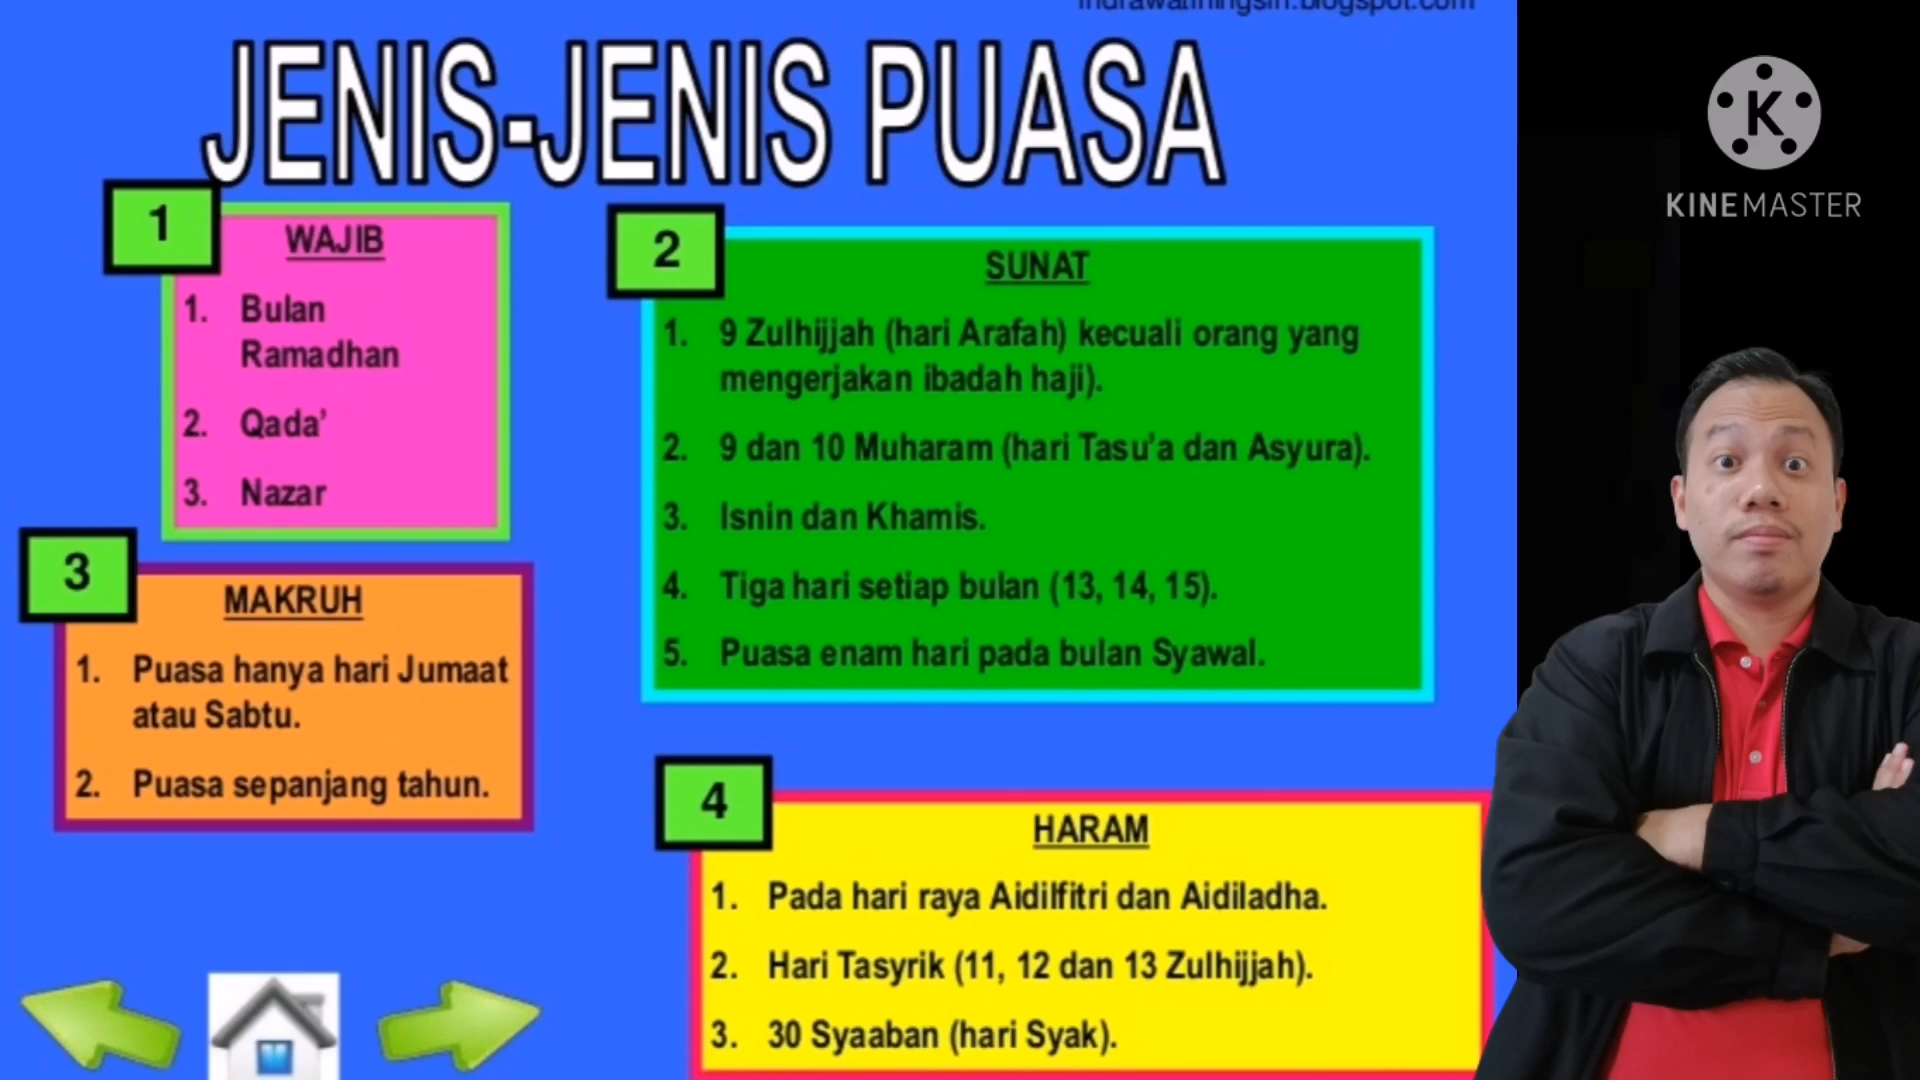 indrawatiningsih.blogspot.com
JENIS-JENIS PUASA
1
WAJIB
1. Bulan
Ramadhan
2. Qada'
3. Nazar
2
SUNAT
1. 9 Zulhijjah (hari Arafah) kecuali orang yang
mengerjakan ibadah haji).
2. 9 dan 10 Muharam (hari Tasu'a dan Asyura).
3. Isnin dan Khamis.
4. Tiga hari setiap bulan (13, 14, 15).
5. Puasa enam hari pada bulan Syawal.
3
MAKRUH
1. Puasa hanya hari Jumaat
atau Sabtu.
2. Puasa sepanjang tahun.
4
HARAM
1. Pada hari raya Aidilfitri dan Aidiladha.
2. Hari Tasyrik (11, 12 dan 13 Zulhijjah).
3. 30 Syaaban (hari Syak).
K
KINEMASTER